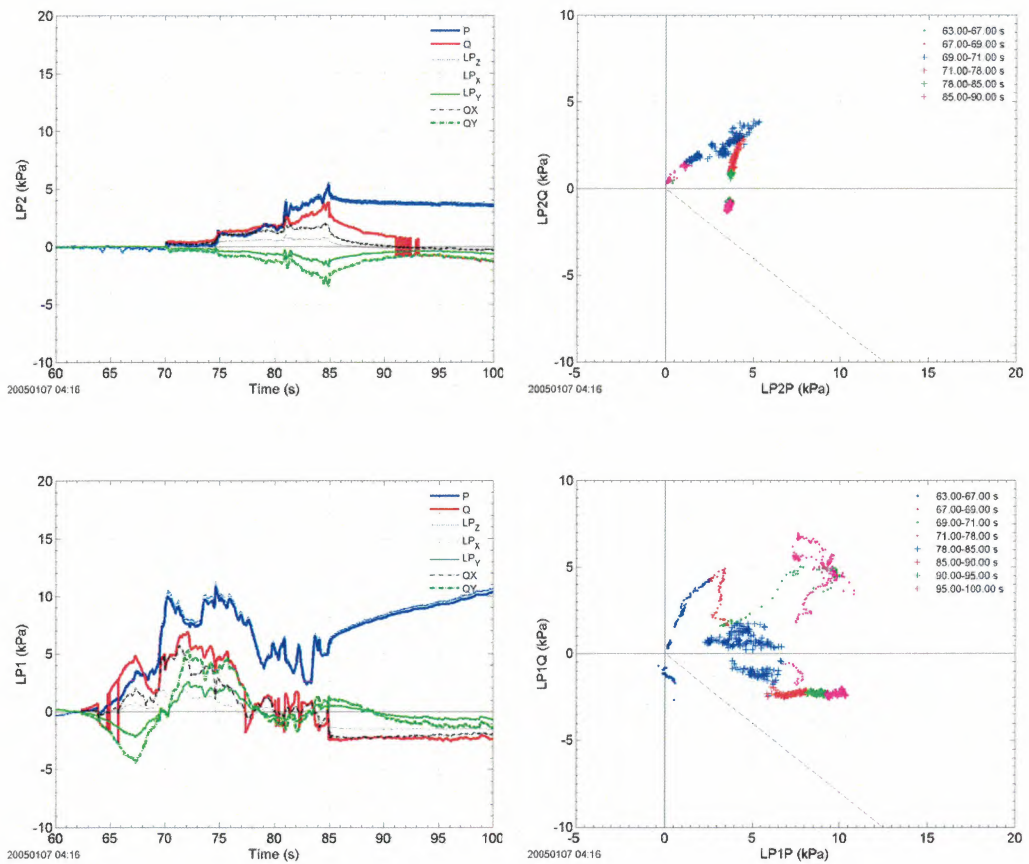 20
15
10
5
0
-5
-10
LP2 (kPa)
P
Q
LPZ
LPX
LPY
QX
QY
60 65 70 75 80 85 90 95 100
Time (s)
20050107 04:16
10
5
0
-5
-10
LP2Q (kPa)
63.00-67.00 s
67.00-69.00 s
69.00-71.00 s
71.00-78.00 s
78.00-85.00 s
85.00-90.00 s
-5 0 5 10 15 20
LP2P (kPa)
20050107 04:16
20
15
10
5
0
-5
-10
LP1 (kPa)
P
Q
LPZ
LPX
LPY
QX
QY
60 65 70 75 80 85 90 95 100
Time (s)
20050107 04:16
10
5
0
-5
-10
LP1Q (kPa)
63.00-67.00 s
67.00-69.00 s
69.00-71.00 s
71.00-78.00 s
78.00-85.00 s
85.00-90.00 s
90.00-95.00 s
95.00-100.00 s
-5 0 5 10 15 20
LP1P (kPa)
20050107 04:16